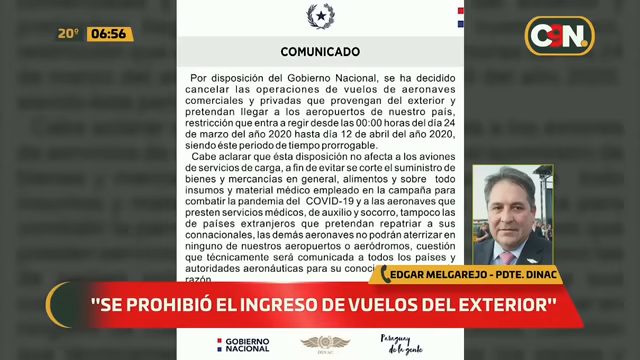 20º 06:56
C9N.
COMUNICADO
Por disposición del Gobierno Nacional, se ha decidido
cancelar las operaciones de vuelos de aeronaves
comerciales y privadas que provengan del exterior y
pretendan llegar a los aeropuertos de nuestro país,
restricción que entra a regir desde las 00:00 horas del día 24
de marzo del año 2020 hasta día 12 de abril del año 2020,
siendo éste periodo de tiempo prorrogable.
Cabe aclarar que ésta disposición no afecta a los aviones
de servicios de carga, a fin de evitar se corte el suministro de
bienes y mercancías en general, alimentos y sobre todo
insumos y material médico empleado en la campaña para
combatir la pandemia del COVID-19 y a las aeronaves que
presten servicios médicos, de auxilio y socorro, tampoco las
de países extranjeros que pretendan repatriar a sus
connacionales, las demás aeronaves no podrán aterrizar en
ninguno de nuestros aeropuertos o aeródromos, cuestión
que técnicamente será comunicada a todos los países y
autoridades aeronáuticas para su cono
razón.
EDGAR MELGAREJO - PDTE. DINAC
"SE PROHIBIÓ EL INGRESO DE VUELOS DEL EXTERIOR"
GOBIERNO
NACIONAL
DINAC
Paraguay
de la gente